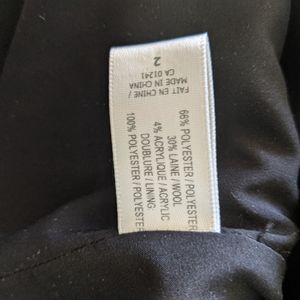 66% POLYESTER / POLYESTER
30% LAINE / WOOL
4% ACRYLIQUE / ACRYLIC
DOUBLURE / LINING
100% POLYESTER / POLYESTER
FAIT EN CHINE /
MADE IN CHINA
CA 01241
2